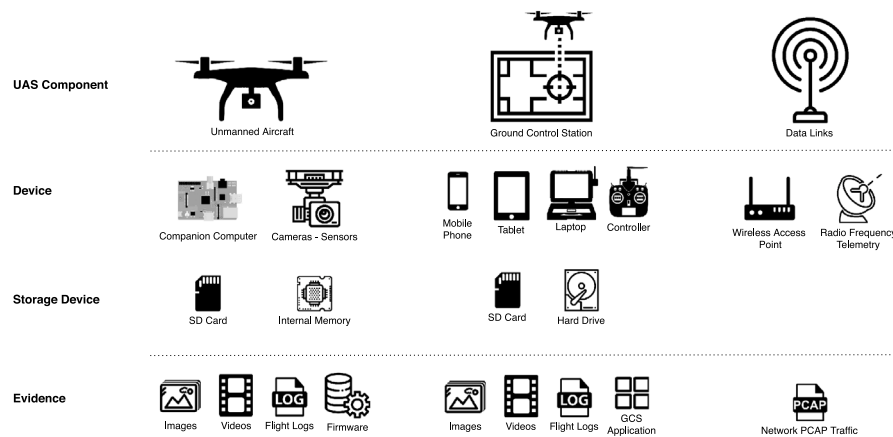 UAS Component
Unmanned Aircraft
Ground Control Station
Data Links
Device
Companion Computer
Cameras - Sensors
Mobile
Phone
Tablet
Laptop
Controller
Wireless Access
Point
Radio Frequency
Telemetry
Storage Device
SD Card
Internal Memory
SD Card
Hard Drive
Evidence
LOG
Images
Videos
Flight Logs
Firmware
LOG
Images
Videos
Flight Logs
GCS
Application
PCAP
Network PCAP Traffic